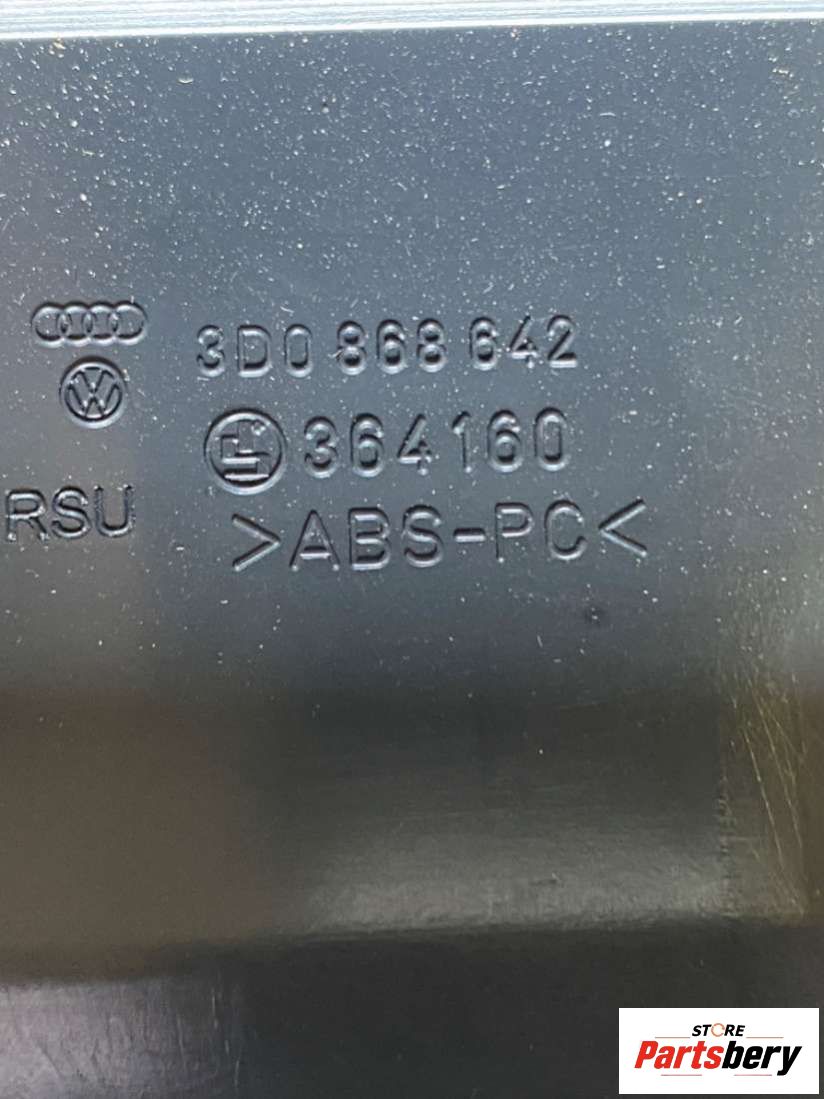 3D0 868 642
364160
RSU
>ABS-PC<
STORE
Partsbery